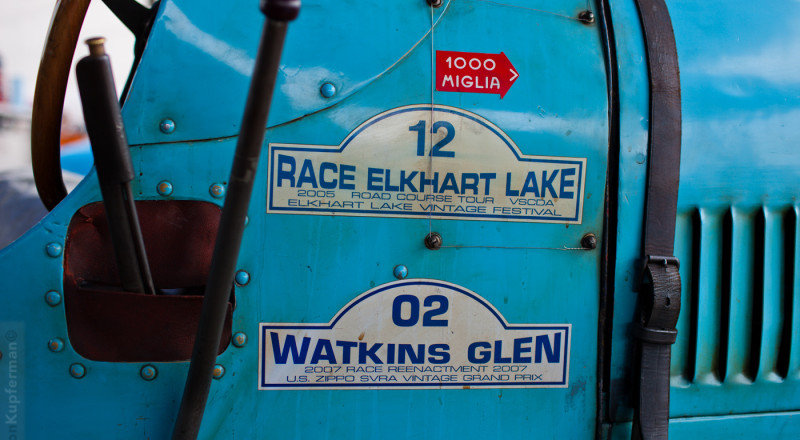 1000
MIGLIA
12
RACE ELKHART LAKE
2005 ROAD COURSE TOUR VSCDA
ELKHART LAKE VINTAGE FESTIVAL
02
WATKINS GLEN
2007 RACE REENACTMENT 2007
U.S. ZIPPO SVRA VINTAGE GRAND PRIX
Kupferman